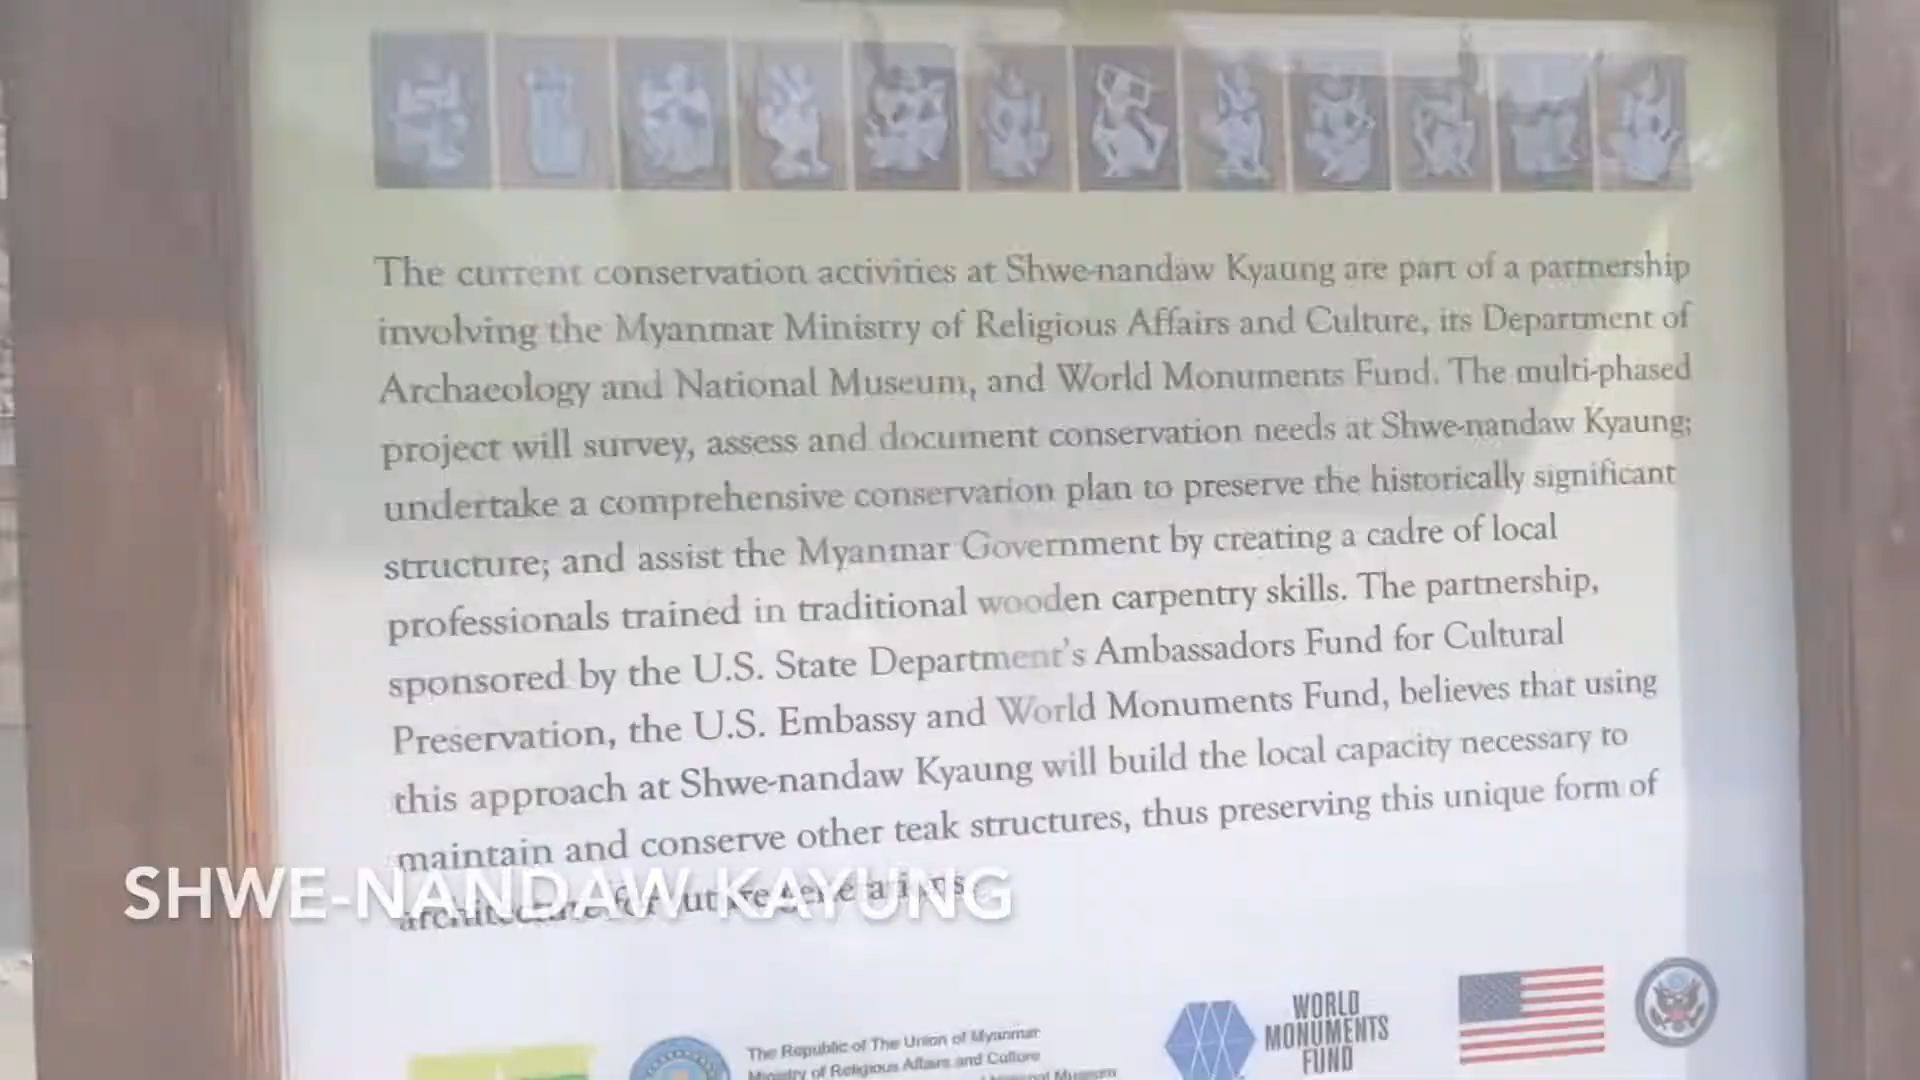 The current conservation activities at Shwe-nandaw Kyaung are part of a partnership
involving the Myanmar Ministry of Religious Affairs and Culture, its Department of
Archaeology and National Museum, and World Monuments Fund. The multi-phased
project will survey, assess and document conservation needs at Shwe-nandaw Kyaung;
undertake a comprehensive conservation plan to preserve the historically significant
structure; and assist the Myanmar Government by creating a cadre of local
professionals trained in traditional wooden carpentry skills. The partnership,
sponsored by the U.S. State Department's Ambassadors Fund for Cultural
Preservation, the U.S. Embassy and World Monuments Fund, believes that using
this approach at Shwe-nandaw Kyaung will build the local capacity necessary to
maintain and conserve other teak structures, thus preserving this unique form of
architecture for future generations.
SHWE-NANDAW KAYUNG
The Republic of The Union of Myanmar
Ministry of Religious Affairs and Culture
National Museum
WORLD
MONUMENTS
FUND